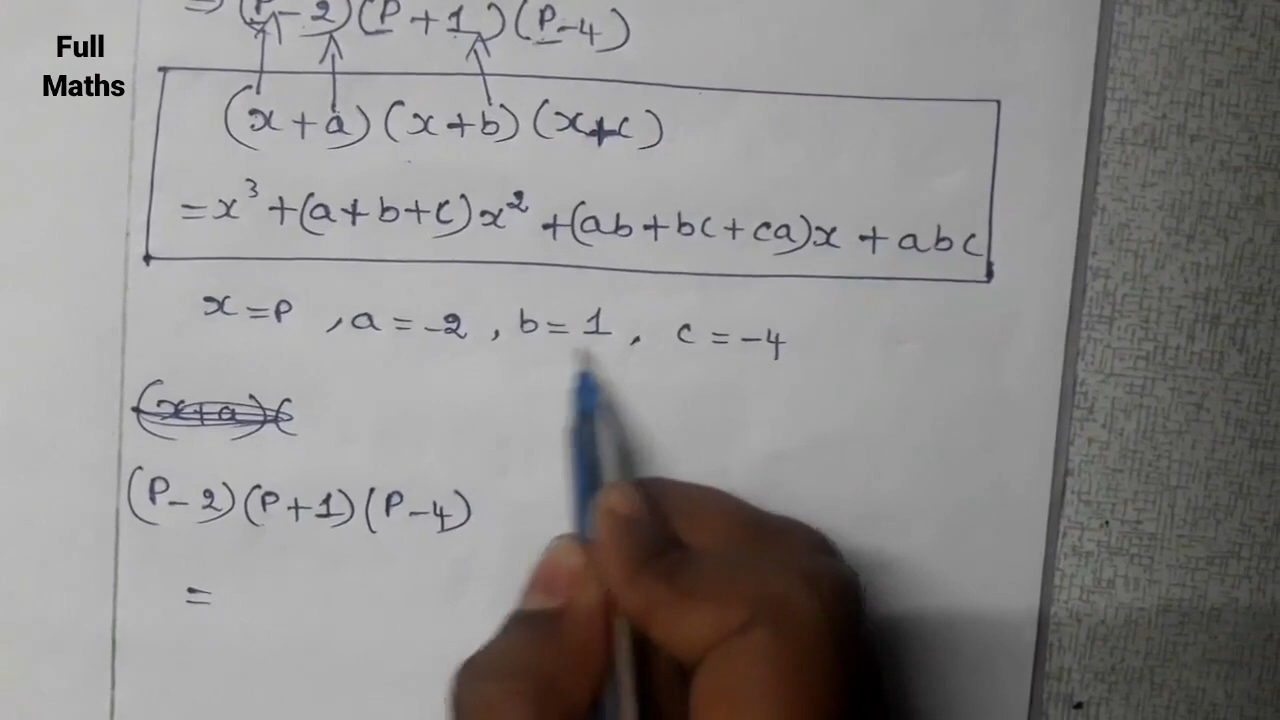 Full
Maths
⇒ (P-2)(P+1)(P-4)
(x+a)(x+b)(x+c)
=x³+(a+b+c)x²+(ab+bc+ca)x+abc
x=P, a=-2, b=1, c=-4
(x+a)(
(P-2)(P+1)(P-4)
=